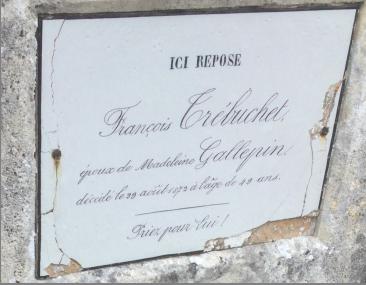 ICI REPOSE
François Trébuchet,
époux de Madeleine Gallepin,
décédé le 29 août 1872 à l'âge de 49 ans.
Priez pour lui !